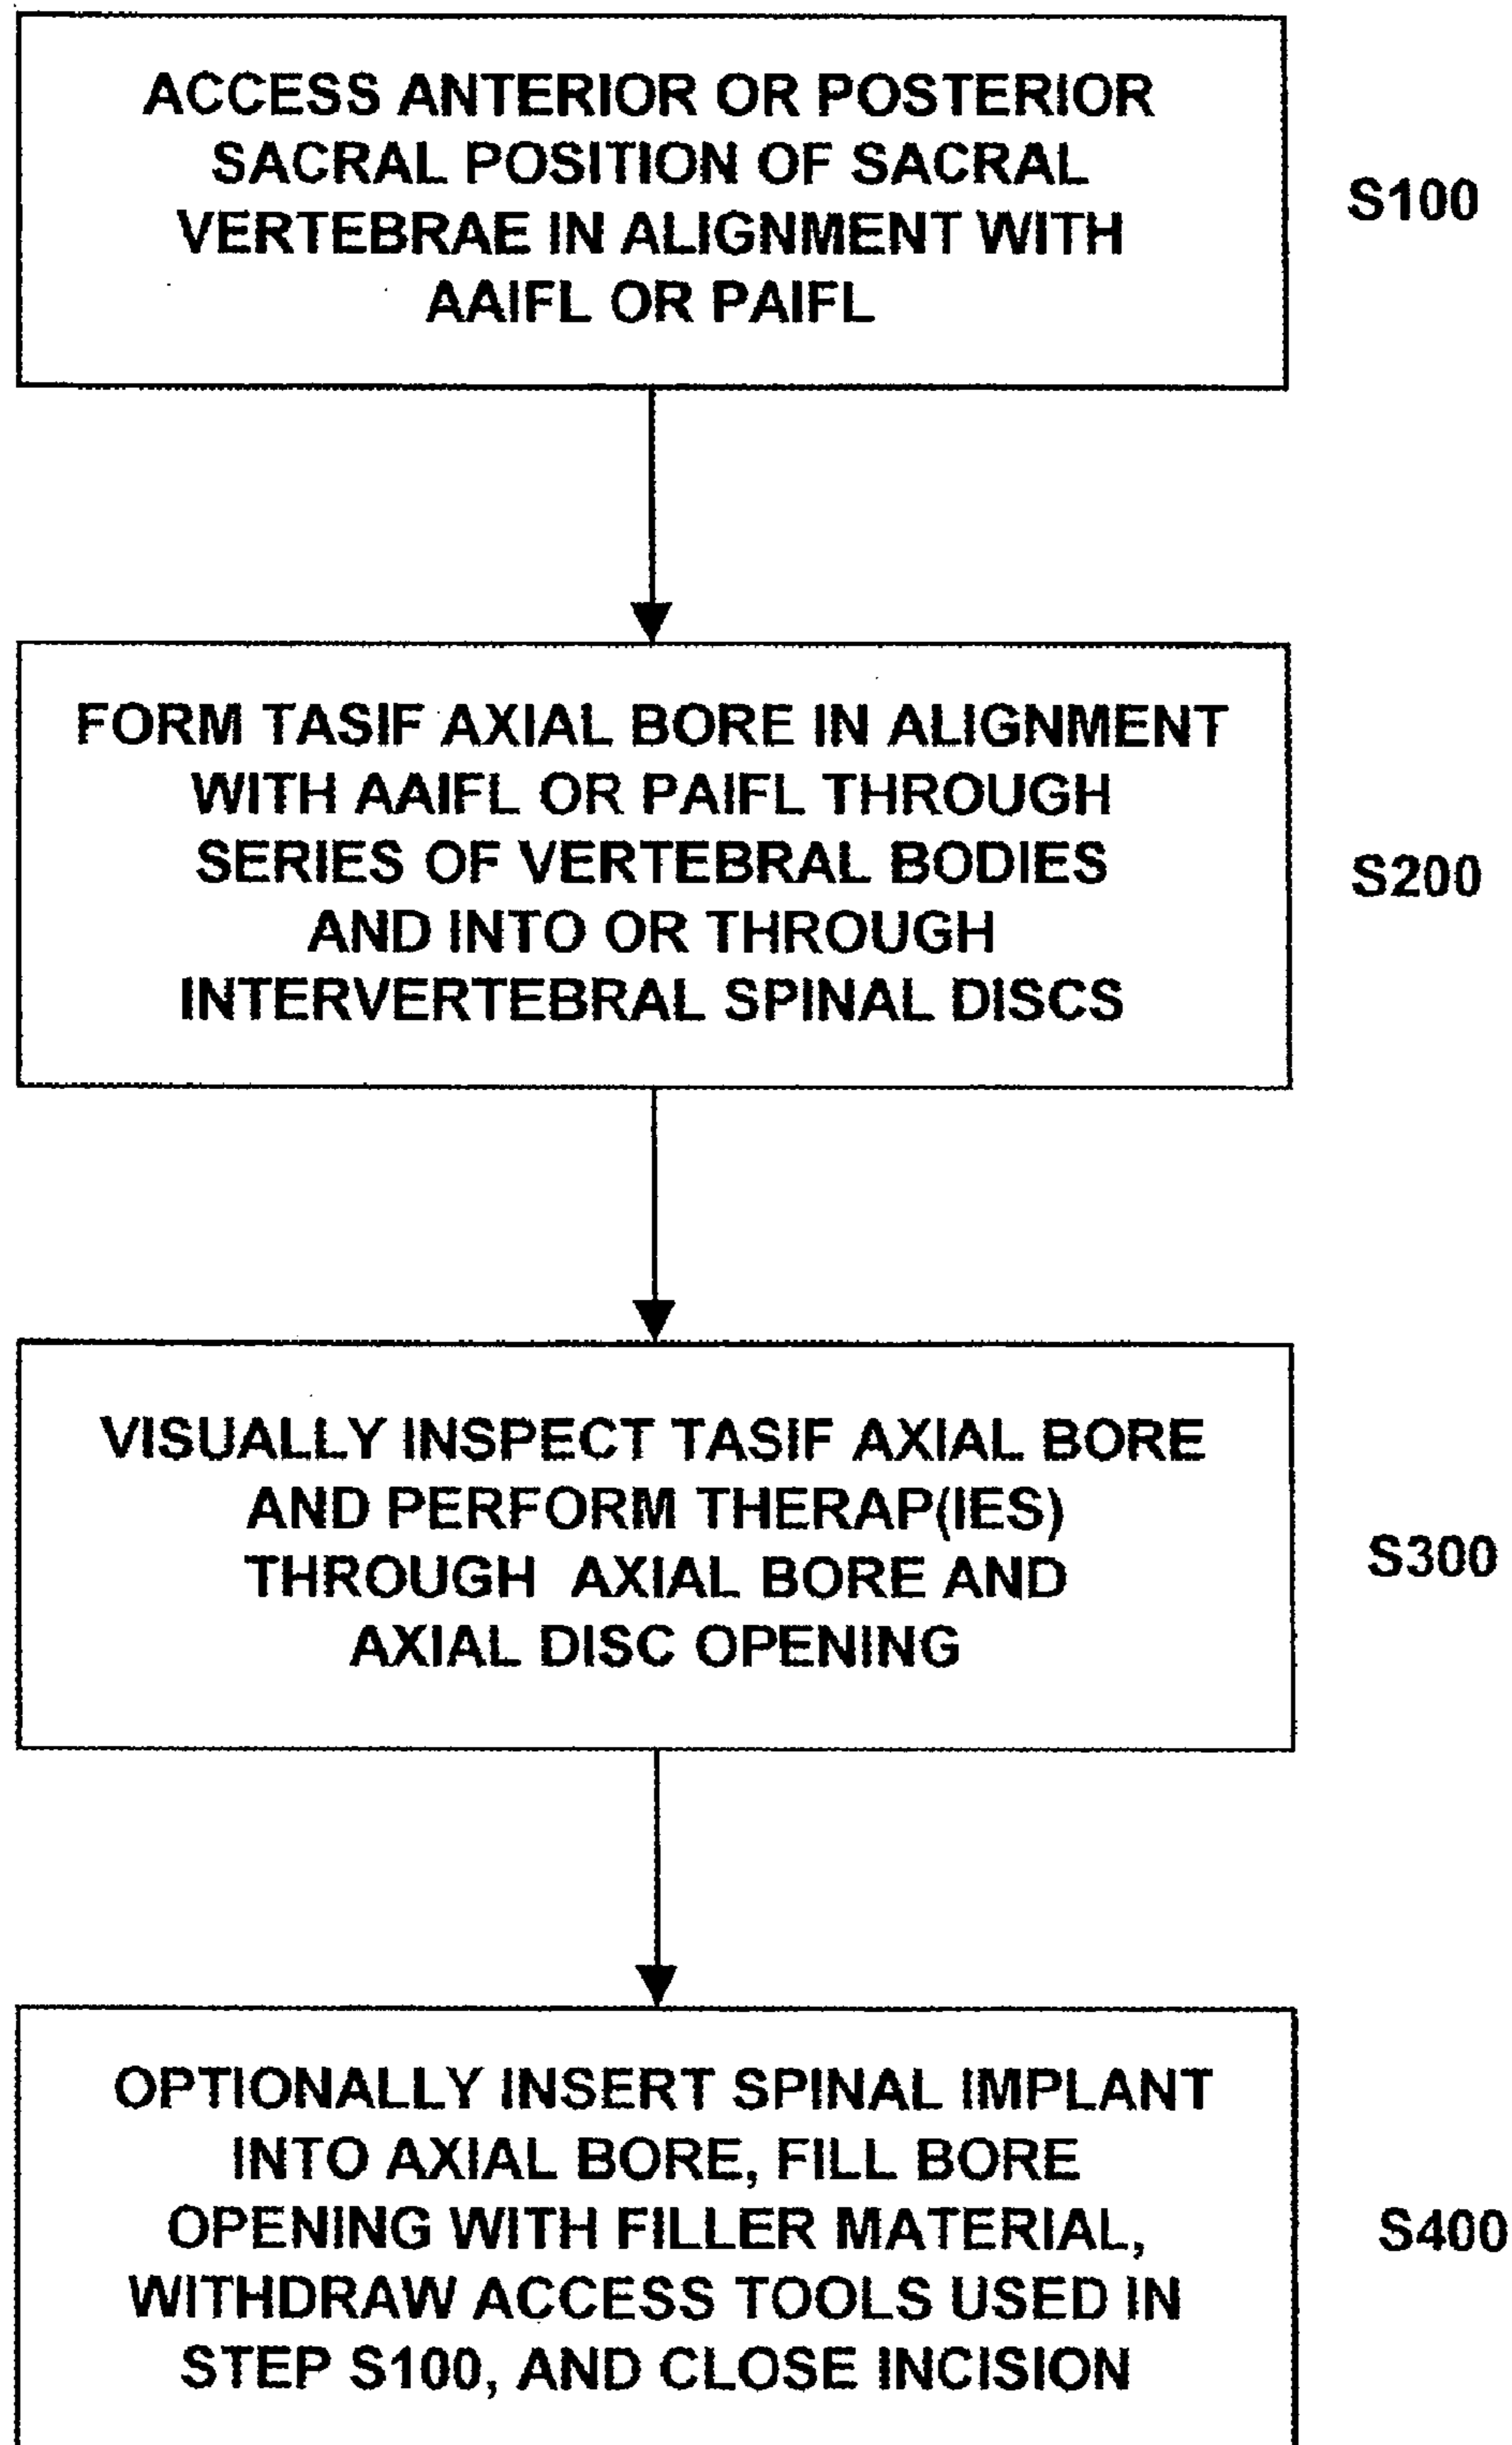 ACCESS ANTERIOR OR POSTERIOR
SACRAL POSITION OF SACRAL
VERTEBRAE IN ALIGNMENT WITH
AAIFL OR PAIFL
S100
FORM TASIF AXIAL BORE IN ALIGNMENT
WITH AAIFL OR PAIFL THROUGH
SERIES OF VERTEBRAL BODIES
AND INTO OR THROUGH
INTERVERTEBRAL SPINAL DISCS
S200
VISUALLY INSPECT TASIF AXIAL BORE
AND PERFORM THERAP(IES)
THROUGH AXIAL BORE AND
AXIAL DISC OPENING
S300
OPTIONALLY INSERT SPINAL IMPLANT
INTO AXIAL BORE, FILL BORE
OPENING WITH FILLER MATERIAL,
WITHDRAW ACCESS TOOLS USED IN
STEP S100, AND CLOSE INCISION
S400